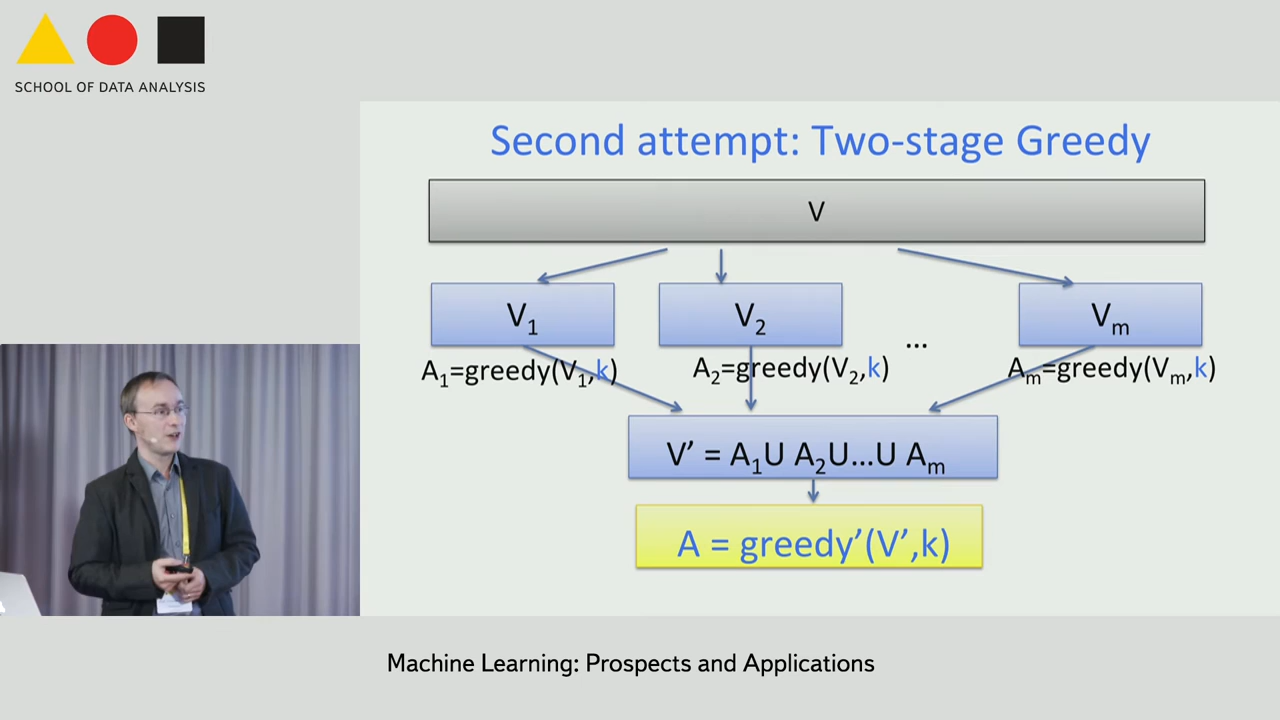 SCHOOL OF DATA ANALYSIS
Second attempt: Two-stage Greedy
V
V1 V2 ... Vm
A1=greedy(V1,k) A2=greedy(V2,k) Am=greedy(Vm,k)
V’ = A1U A2U...U Am
A = greedy’(V’,k)
Machine Learning: Prospects and Applications